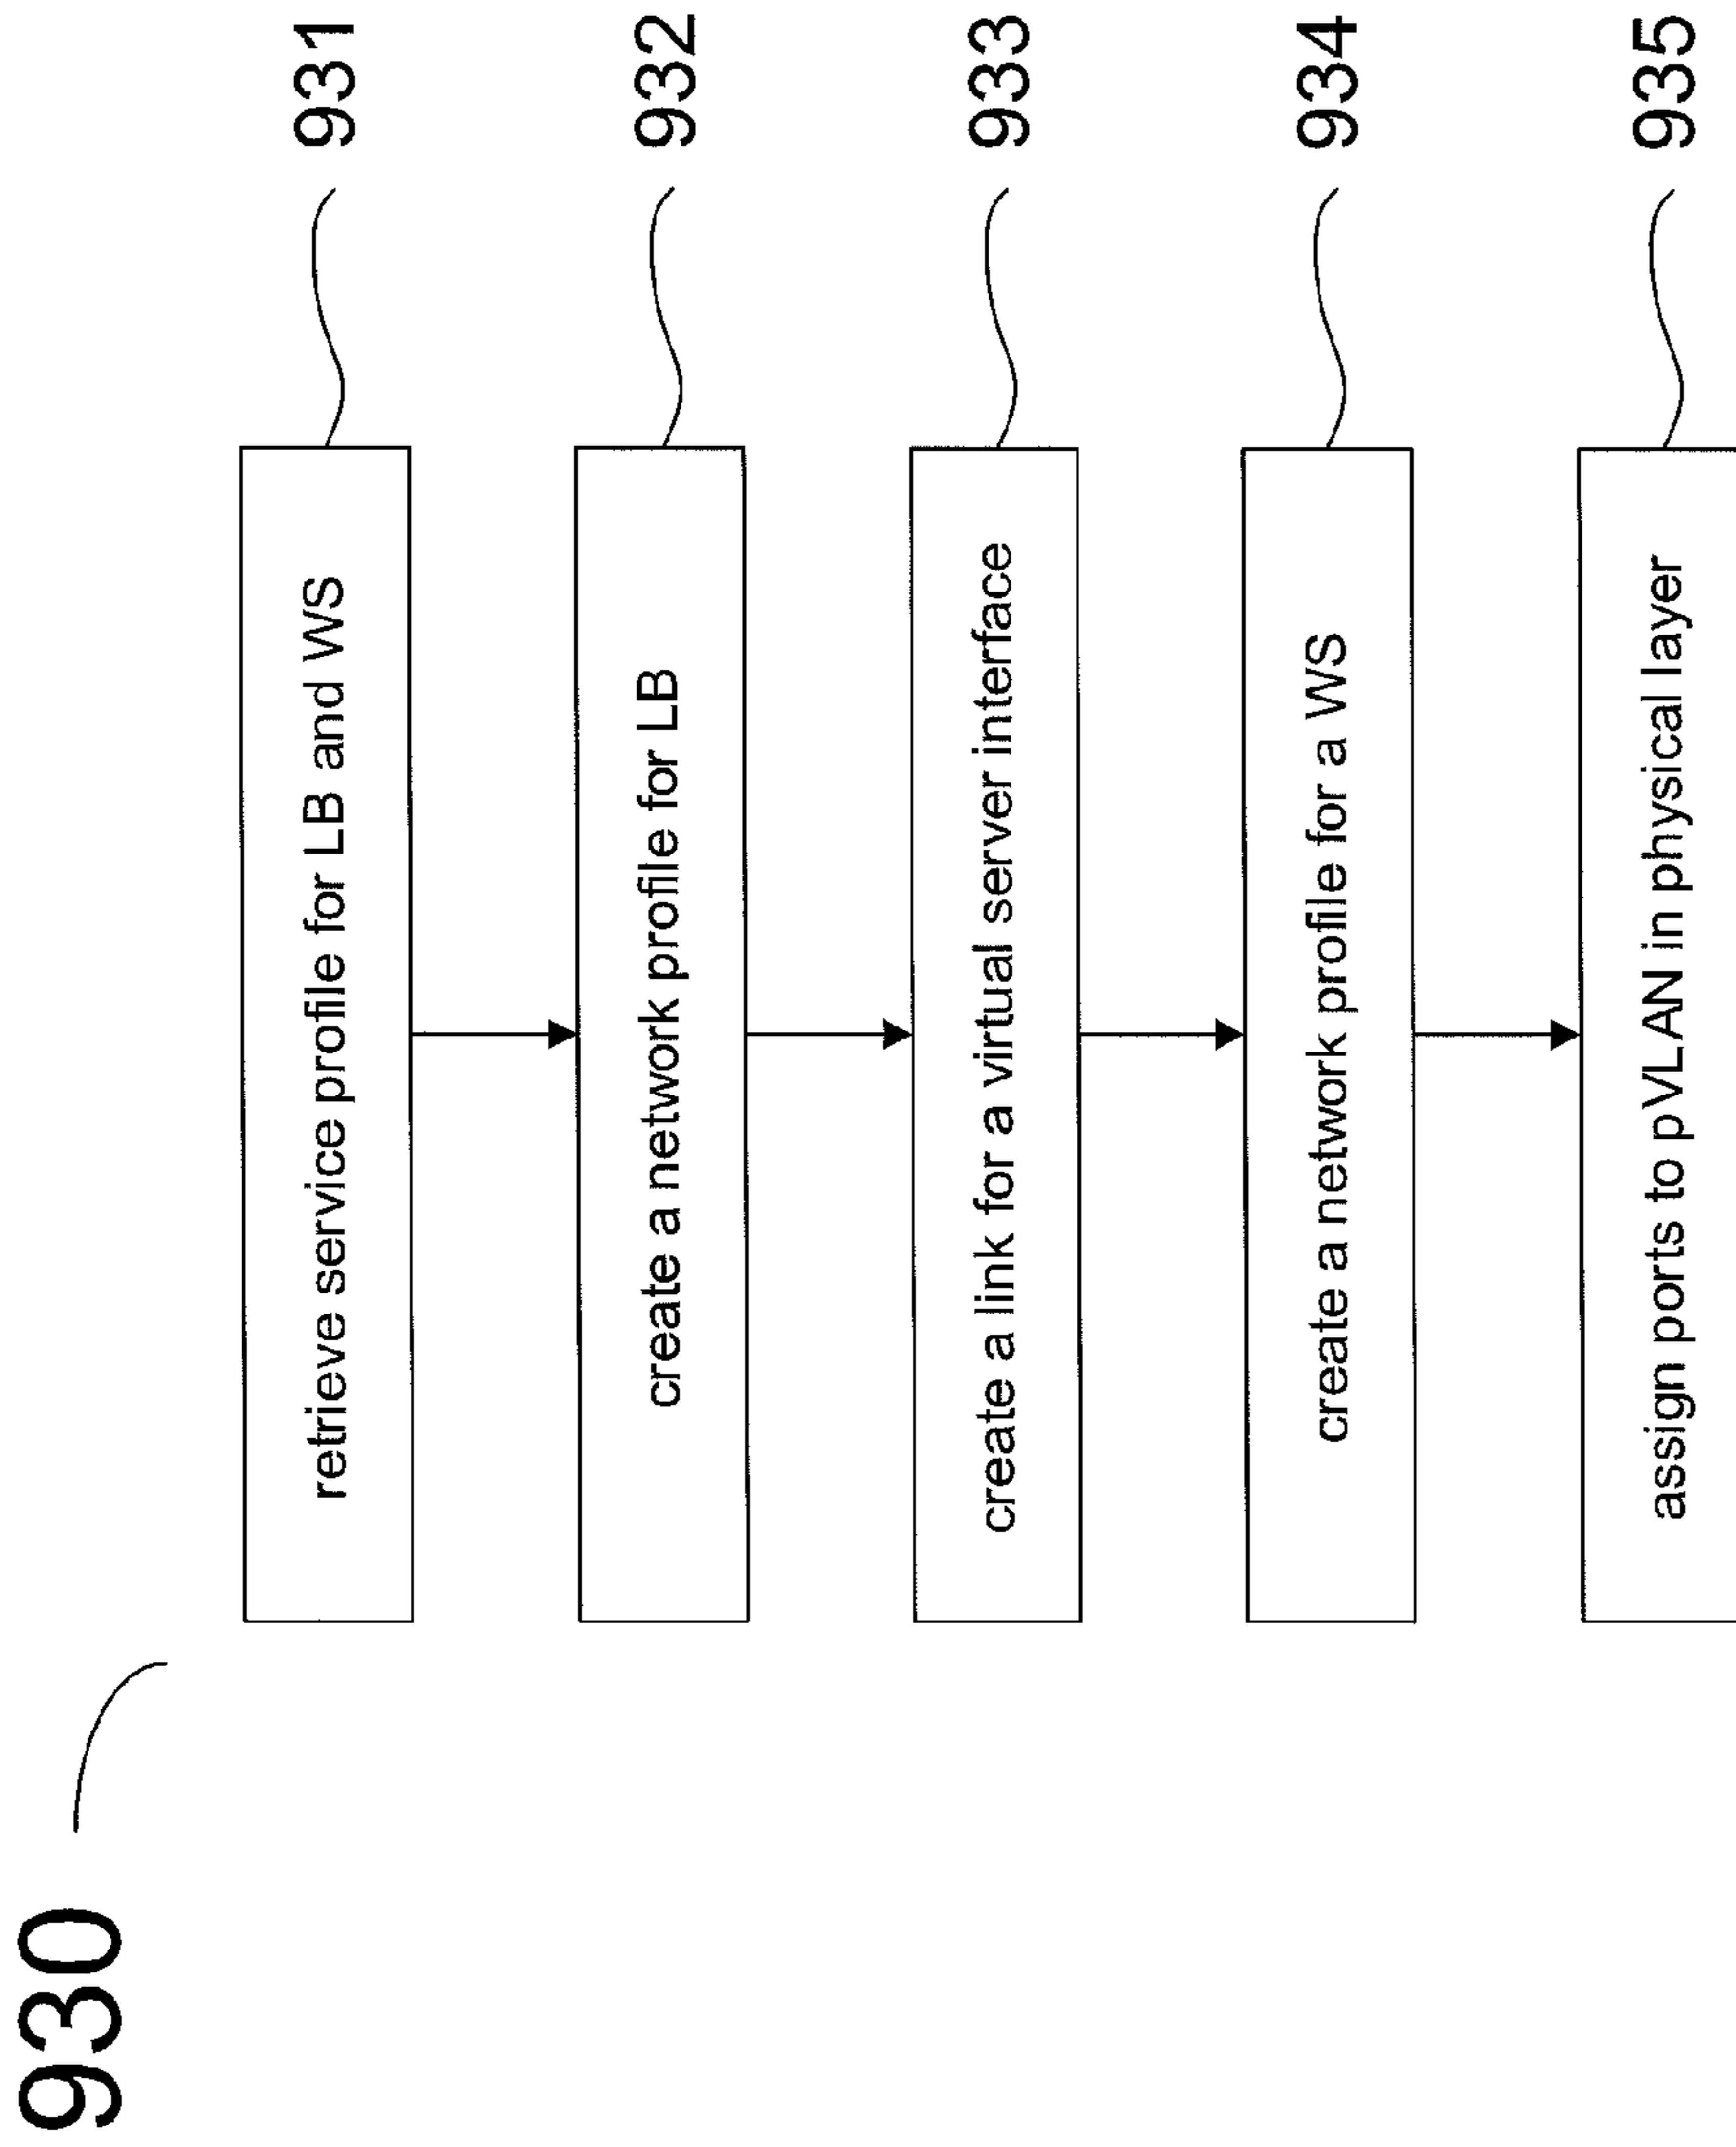 930
retrieve service profile for LB and WS 931
create a network profile for LB 932
create a link for a virtual server interface 933
create a network profile for a WS 934
assign ports to pVLAN in physical layer 935